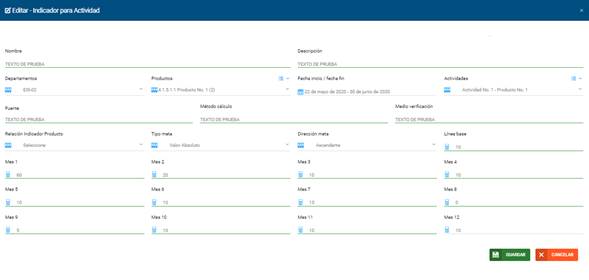 Editar - Indicador para Actividad
Nombre Descripción
TEXTO DE PRUEBA TEXTO DE PRUEBA
Departamentos Productos Fecha inicio / fecha fin Actividades
4.1.5.1.1 Producto No. 1 (2) 22 de mayo de 2020 - 30 de junio de 2020 Actividad No. 1 - Producto No. 1
Fuente Método cálculo Medio verificación
TEXTO DE PRUEBA TEXTO DE PRUEBA TEXTO DE PRUEBA
Relación Indicador Producto Tipo meta Dirección meta Línea base
Seleccione Valor Absoluto Ascendente 10
Mes 1 Mes 2 Mes 3 Mes 4
60 20 10 10
Mes 5 Mes 6 Mes 7 Mes 8
10 10 10 0
Mes 9 Mes 10 Mes 11 Mes 12
10 10 10
GUARDAR CANCELAR